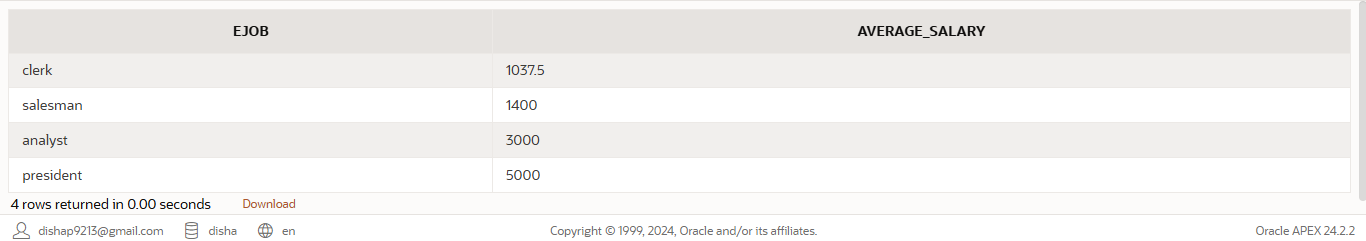 EJOB AVERAGE_SALARY
clerk 1037.5
salesman 1400
analyst 3000
president 5000
4 rows returned in 0.00 seconds Download
dishap9213@gmail.com disha en Copyright © 1999, 2024, Oracle and/or its affiliates. Oracle APEX 24.2.2